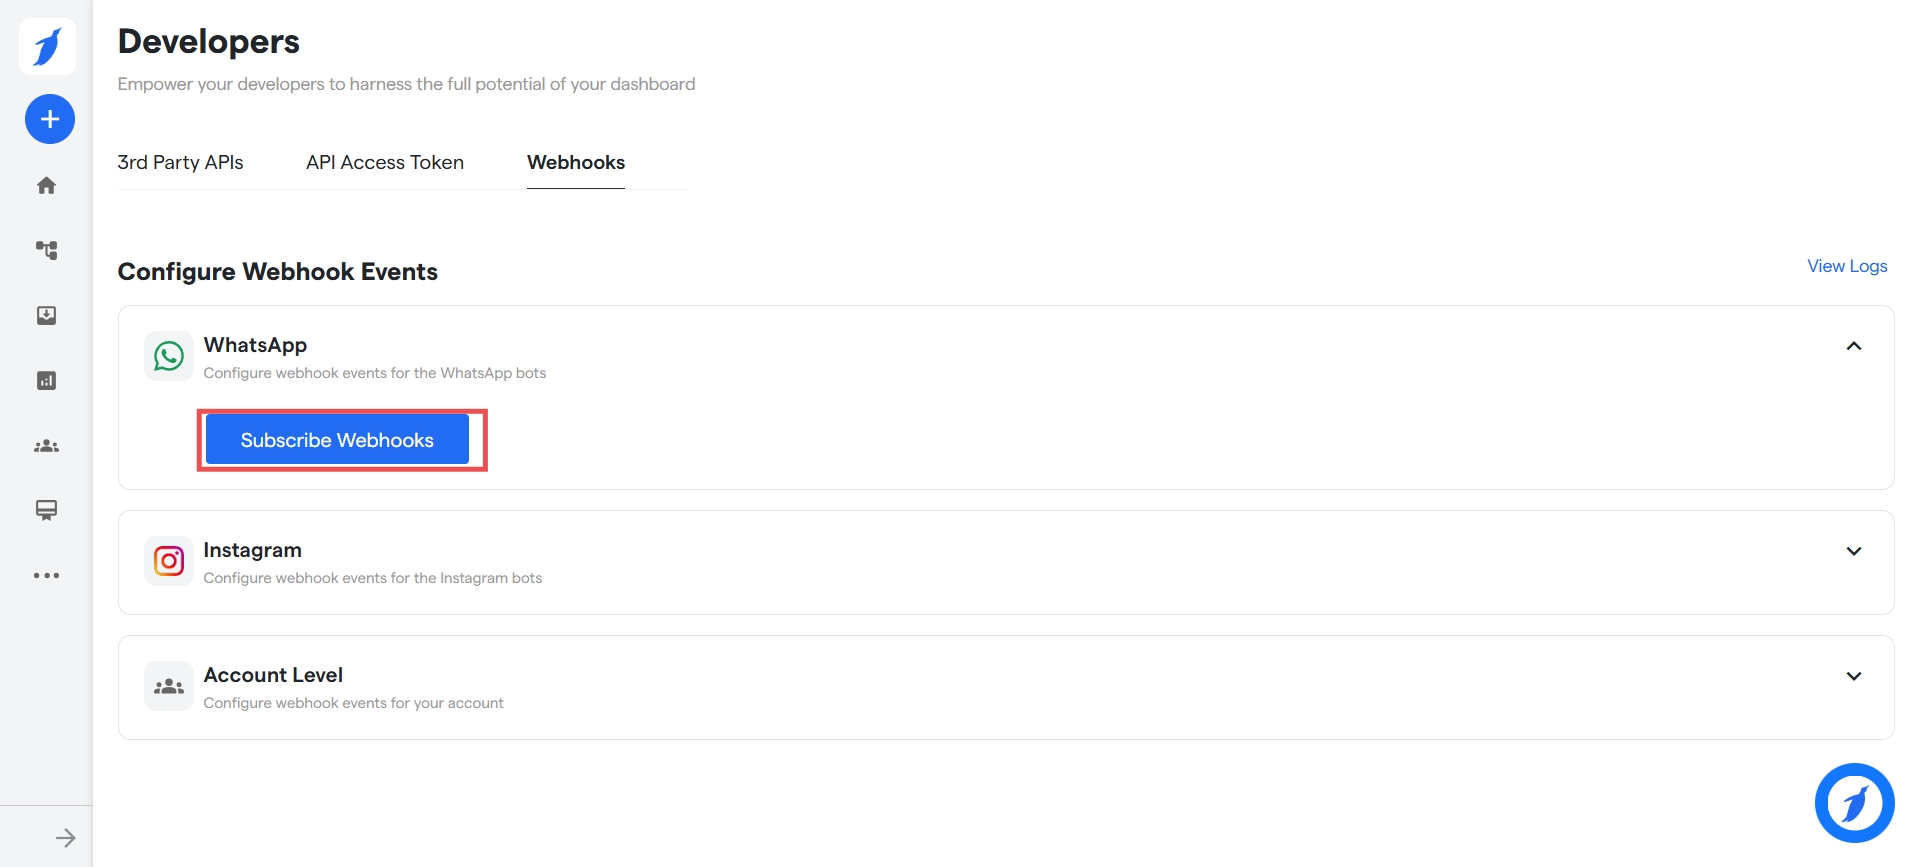 Developers
Empower your developers to harness the full potential of your dashboard
3rd Party APIs
API Access Token
Webhooks
Configure Webhook Events
View Logs
WhatsApp
Configure webhook events for the WhatsApp bots
Subscribe Webhooks
Instagram
Configure webhook events for the Instagram bots
Account Level
Configure webhook events for your account